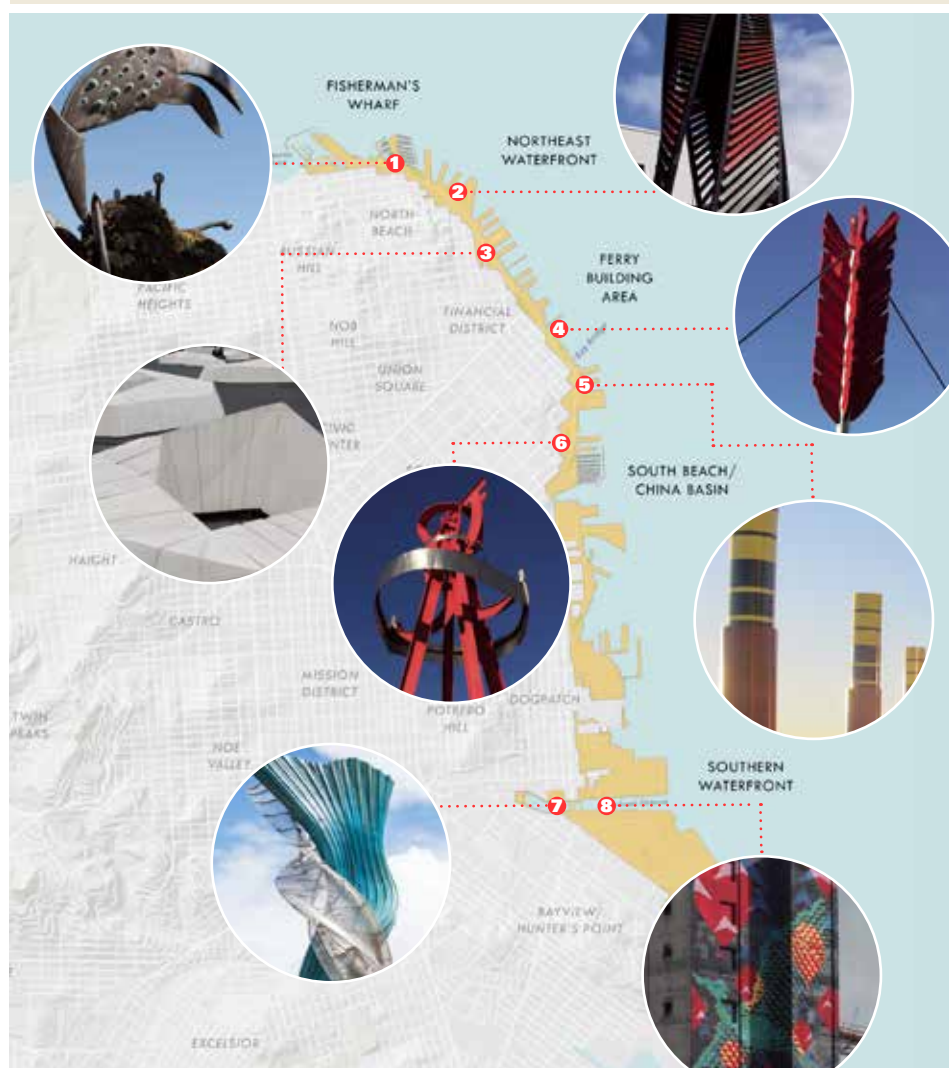 FISHERMAN'S
WHARF
NORTHEAST
WATERFRONT
1
2
NORTH
BEACH
3
RUSSIAN
HILL
FERRY
BUILDING
AREA
PACIFIC
HEIGHTS
FINANCIAL
DISTRICT
NOB
HILL
4
UNION
SQUARE
5
6
SOUTH BEACH/
CHINA BASIN
HAIGHT
CASTRO
MISSION
DISTRICT
DOGPATCH
POTRERO
HILL
TWIN
PEAKS
NOE
VALLEY
SOUTHERN
WATERFRONT
7
8
BAYVIEW/
HUNTER'S POINT
EXCELSIOR